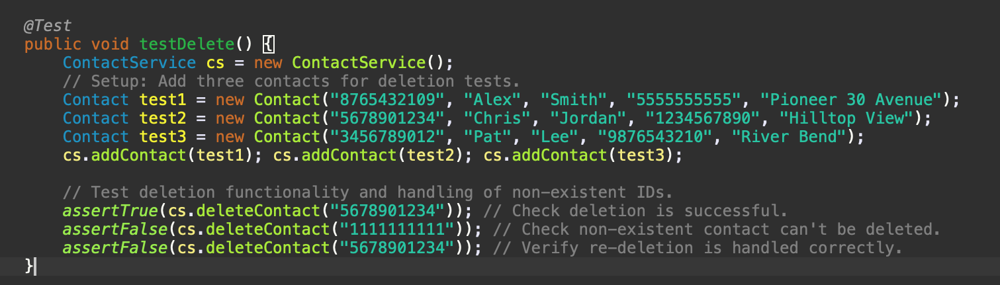 @Test
public void testDelete() {
    ContactService cs = new ContactService();
    // Setup: Add three contacts for deletion tests.
    Contact test1 = new Contact("8765432109", "Alex", "Smith", "5555555555", "Pioneer 30 Avenue");
    Contact test2 = new Contact("5678901234", "Chris", "Jordan", "1234567890", "Hilltop View");
    Contact test3 = new Contact("3456789012", "Pat", "Lee", "9876543210", "River Bend");
    cs.addContact(test1); cs.addContact(test2); cs.addContact(test3);

    // Test deletion functionality and handling of non-existent IDs.
    assertTrue(cs.deleteContact("5678901234")); // Check deletion is successful.
    assertFalse(cs.deleteContact("1111111111")); // Check non-existent contact can't be deleted.
    assertFalse(cs.deleteContact("5678901234")); // Verify re-deletion is handled correctly.
}